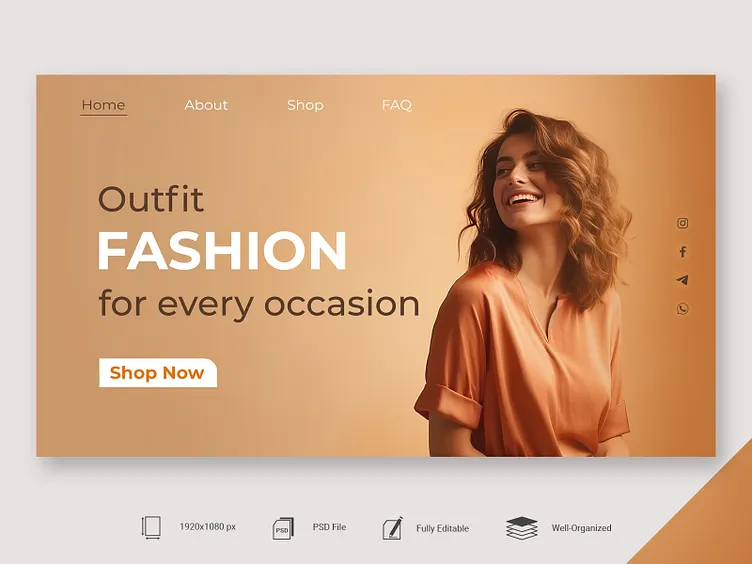 Home About Shop FAQ
Outfit
FASHION
for every occasion
Shop Now
1920x1080 px
PSD
PSD File
Fully Editable
Well-Organized